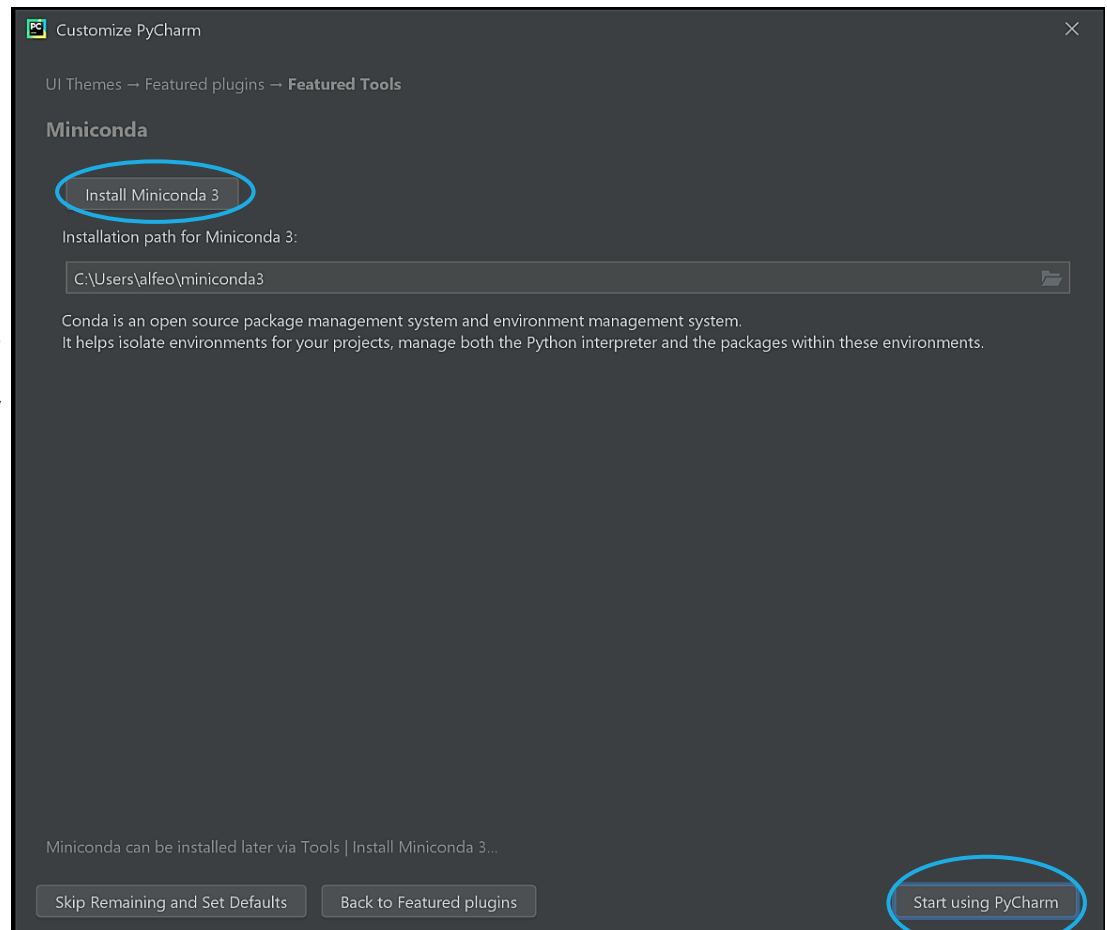 PC Customize PyCharm
UI Themes → Featured plugins → Featured Tools
Miniconda
Install Miniconda 3
Installation path for Miniconda 3:
C:\Users\alfeo\miniconda3
Conda is an open source package management system and environment management system.
It helps isolate environments for your projects, manage both the Python interpreter and the packages within these environments.
Miniconda can be installed later via Tools | Install Miniconda 3...
Skip Remaining and Set Defaults Back to Featured plugins Start using PyCharm